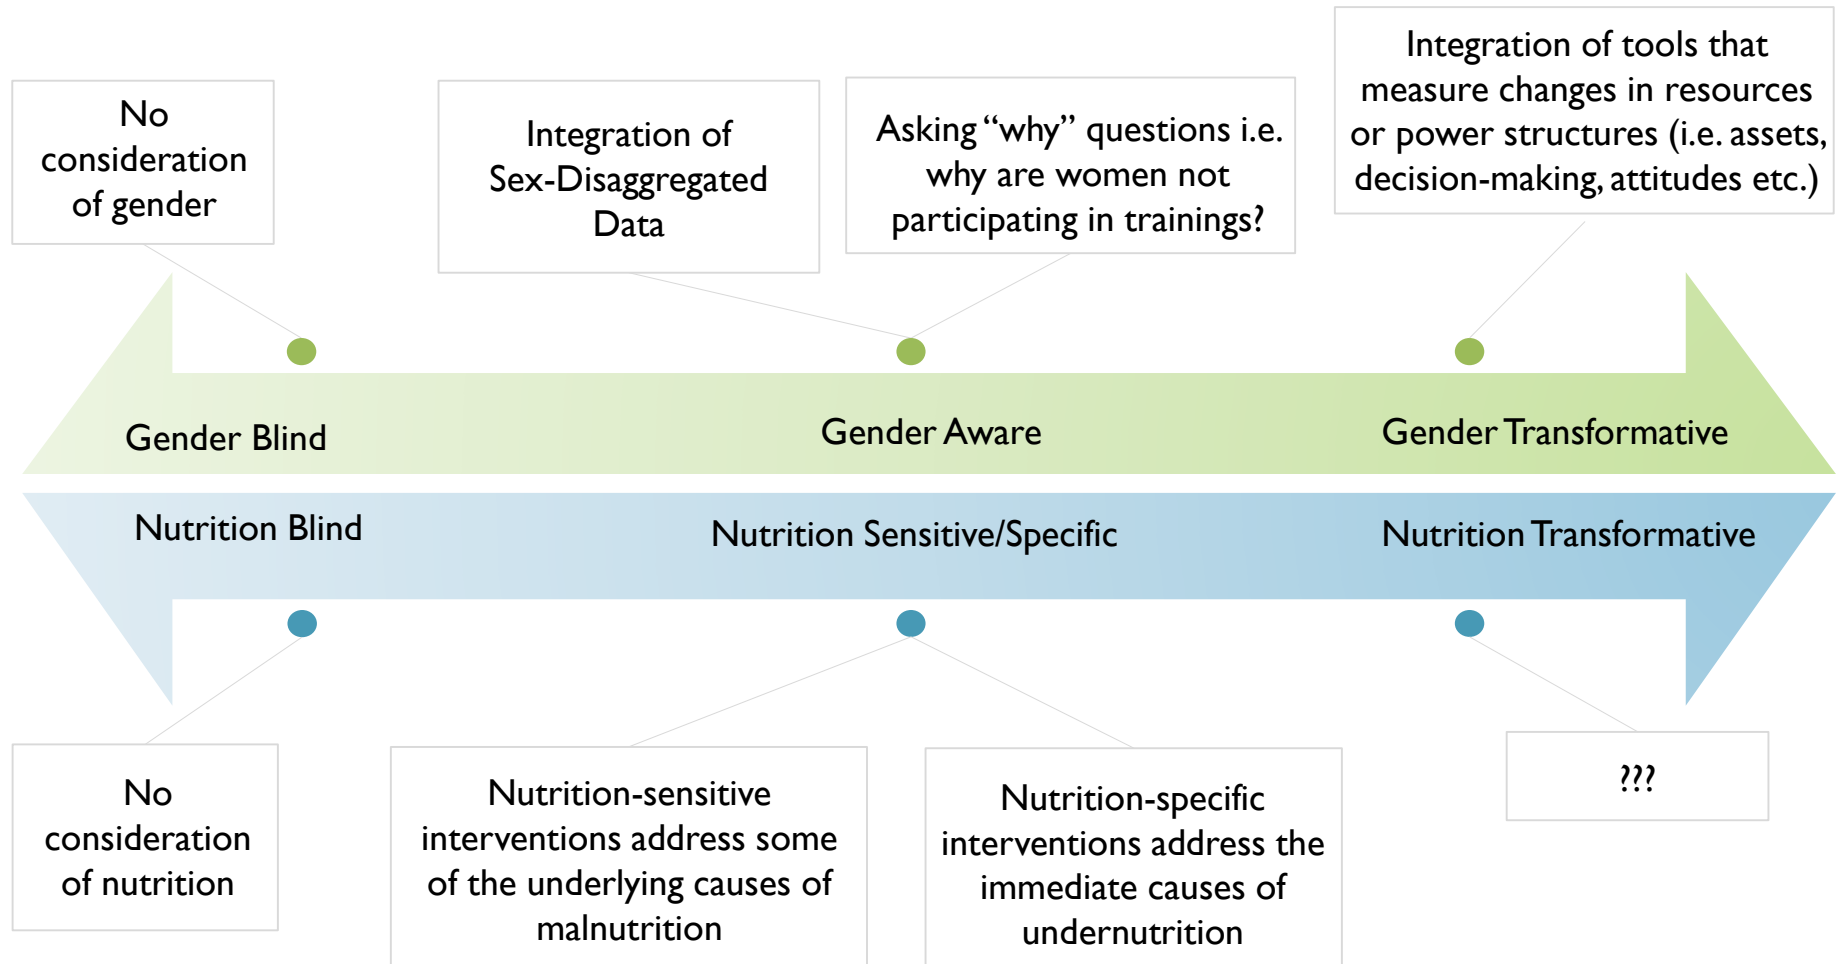 No
consideration
of gender
Integration of
Sex-Disaggregated
Data
Asking “why” questions i.e.
why are women not
participating in trainings?
Integration of tools that
measure changes in resources
or power structures (i.e. assets,
decision-making, attitudes etc.)
Gender Blind
Gender Aware
Gender Transformative
Nutrition Blind
Nutrition Sensitive/Specific
Nutrition Transformative
No
consideration
of nutrition
Nutrition-sensitive
interventions address some
of the underlying causes of
malnutrition
Nutrition-specific
interventions address the
immediate causes of
undernutrition
???